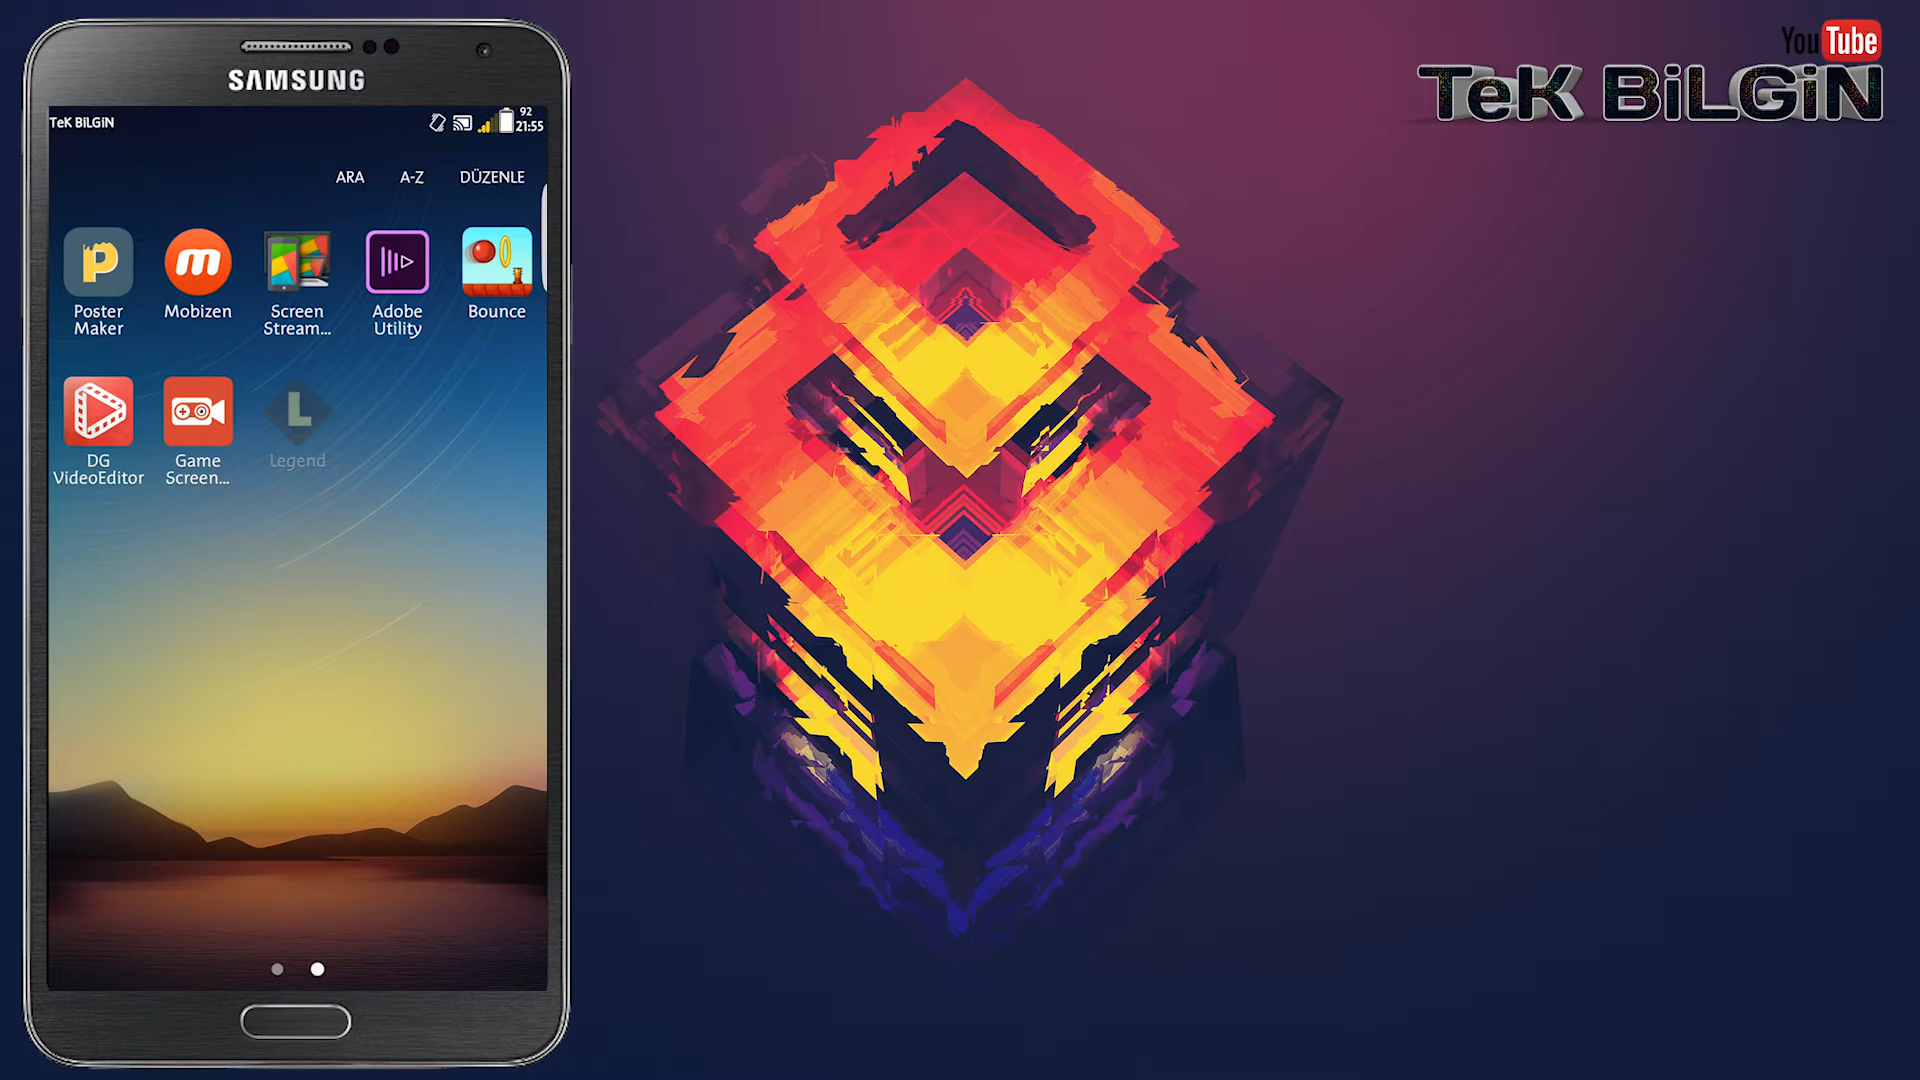 YouTube
TeK BiLGiN
SAMSUNG
TeK BiLGiN
92
21:55
ARA A-Z DÜZENLE
Poster Maker
Mobizen
Screen Stream...
Adobe Utility
Bounce
DG VideoEditor
Game Screen...
L
Legend